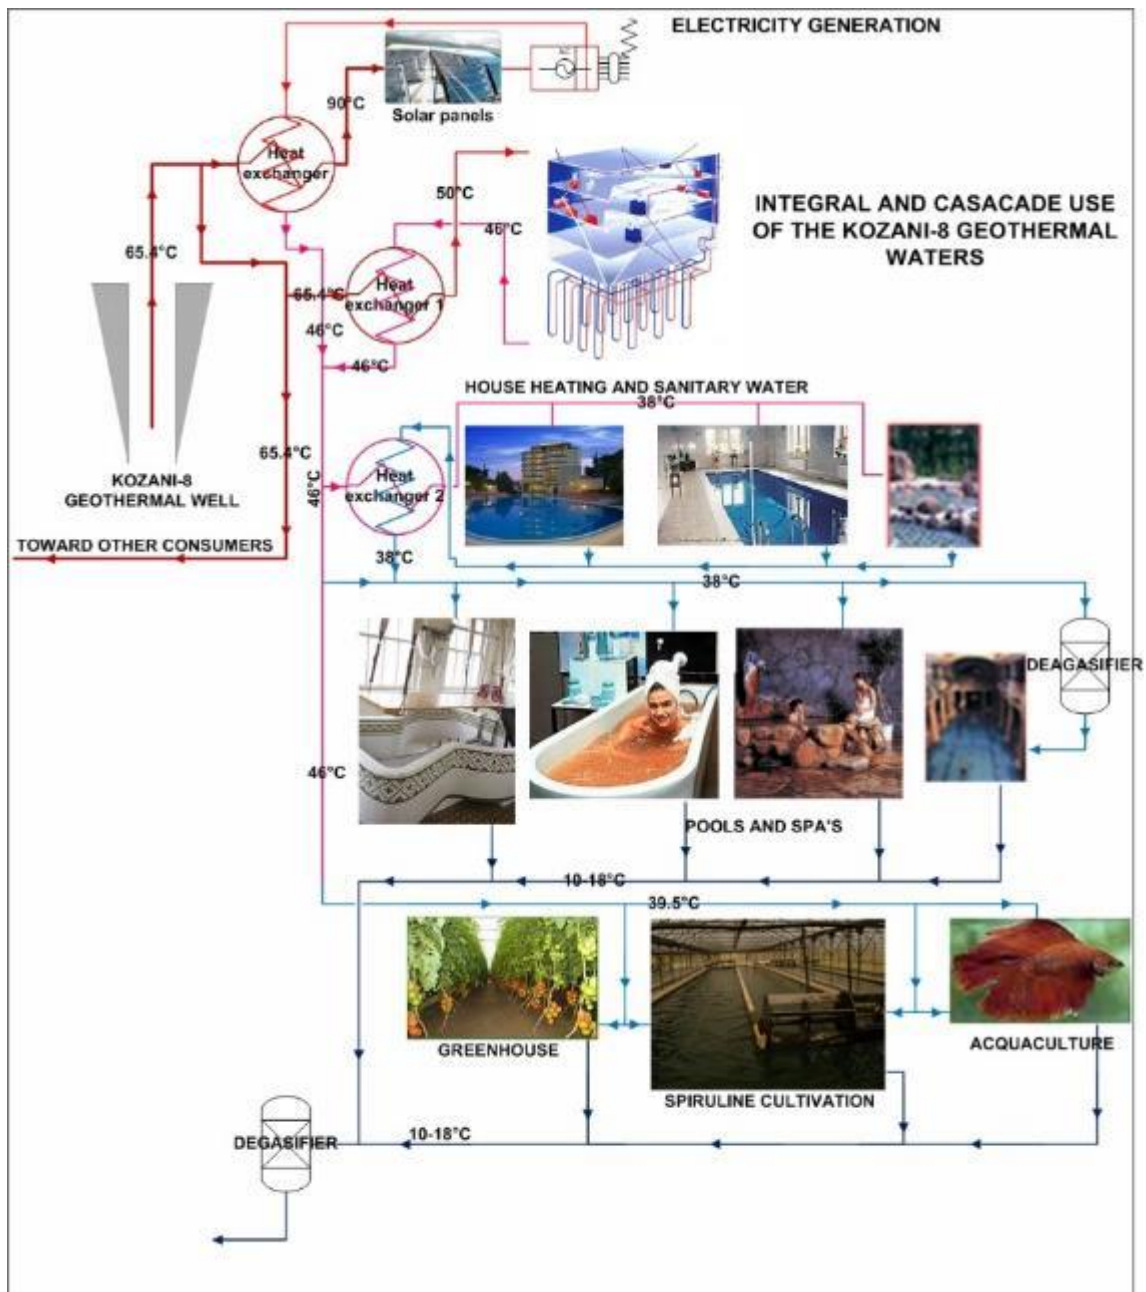 ELECTRICITY GENERATION
90°C
Solar panels
Heat
exchanger
50°C
46°C
INTEGRAL AND CASACADE USE
OF THE KOZANI-8 GEOTHERMAL
WATERS
65.4°C
Heat
exchanger 1
65.4°C
46°C
46°C
HOUSE HEATING AND SANITARY WATER
38°C
65.4°C
46°C
Heat
exchanger 2
KOZANI-8
GEOTHERMAL WELL
TOWARD OTHER CONSUMERS
38°C
38°C
DEAGASIFIER
46°C
POOLS AND SPA'S
10-18°C
39.5°C
GREENHOUSE
ACQUACULTURE
SPIRULINE CULTIVATION
DEGASIFIER
10-18°C